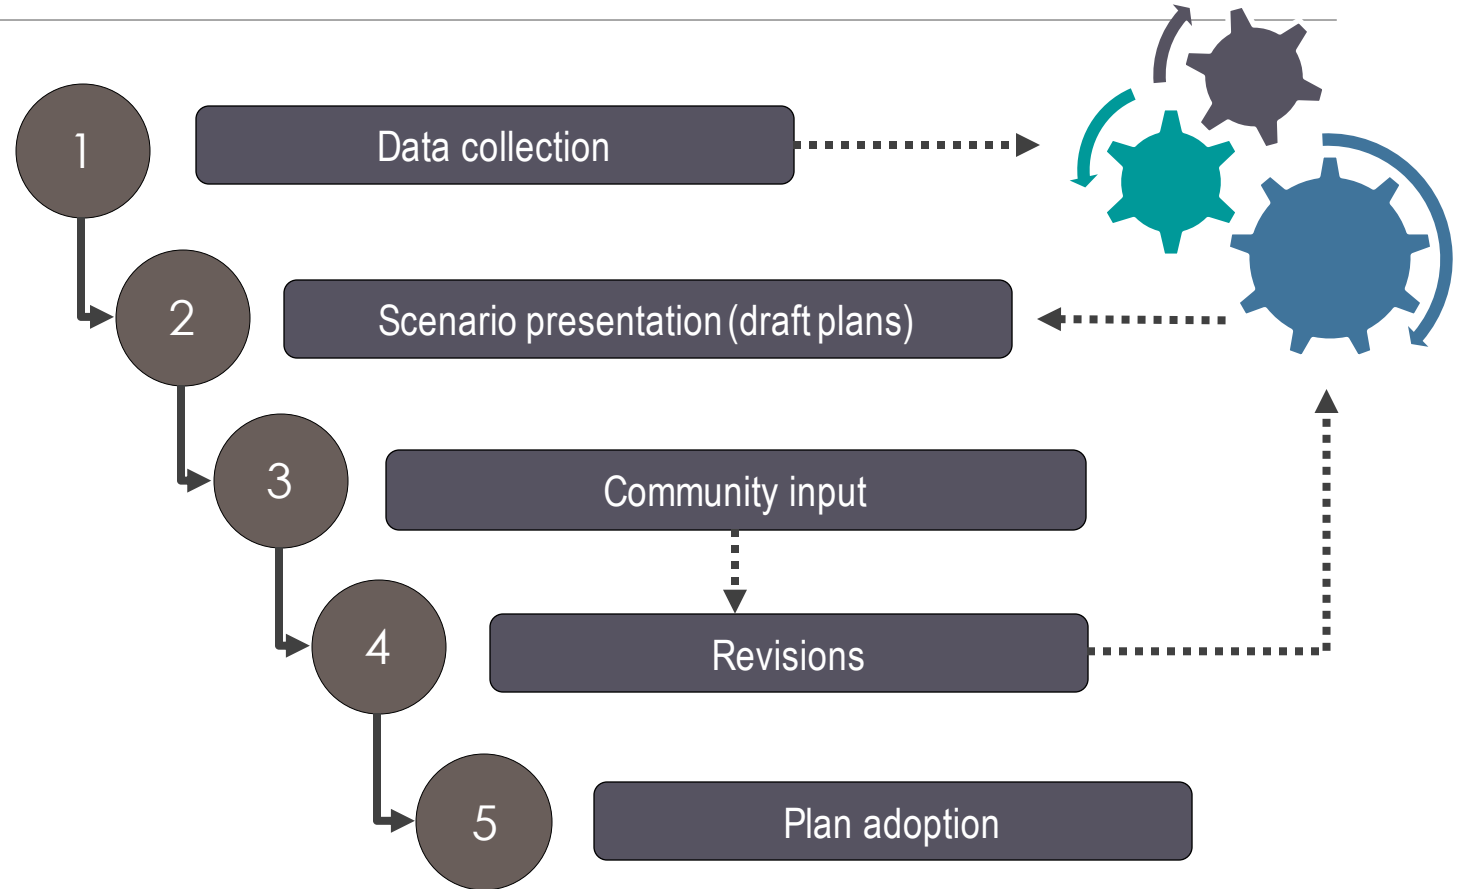 1
Data collection
2
Scenario presentation (draft plans)
3
Community input
4
Revisions
5
Plan adoption